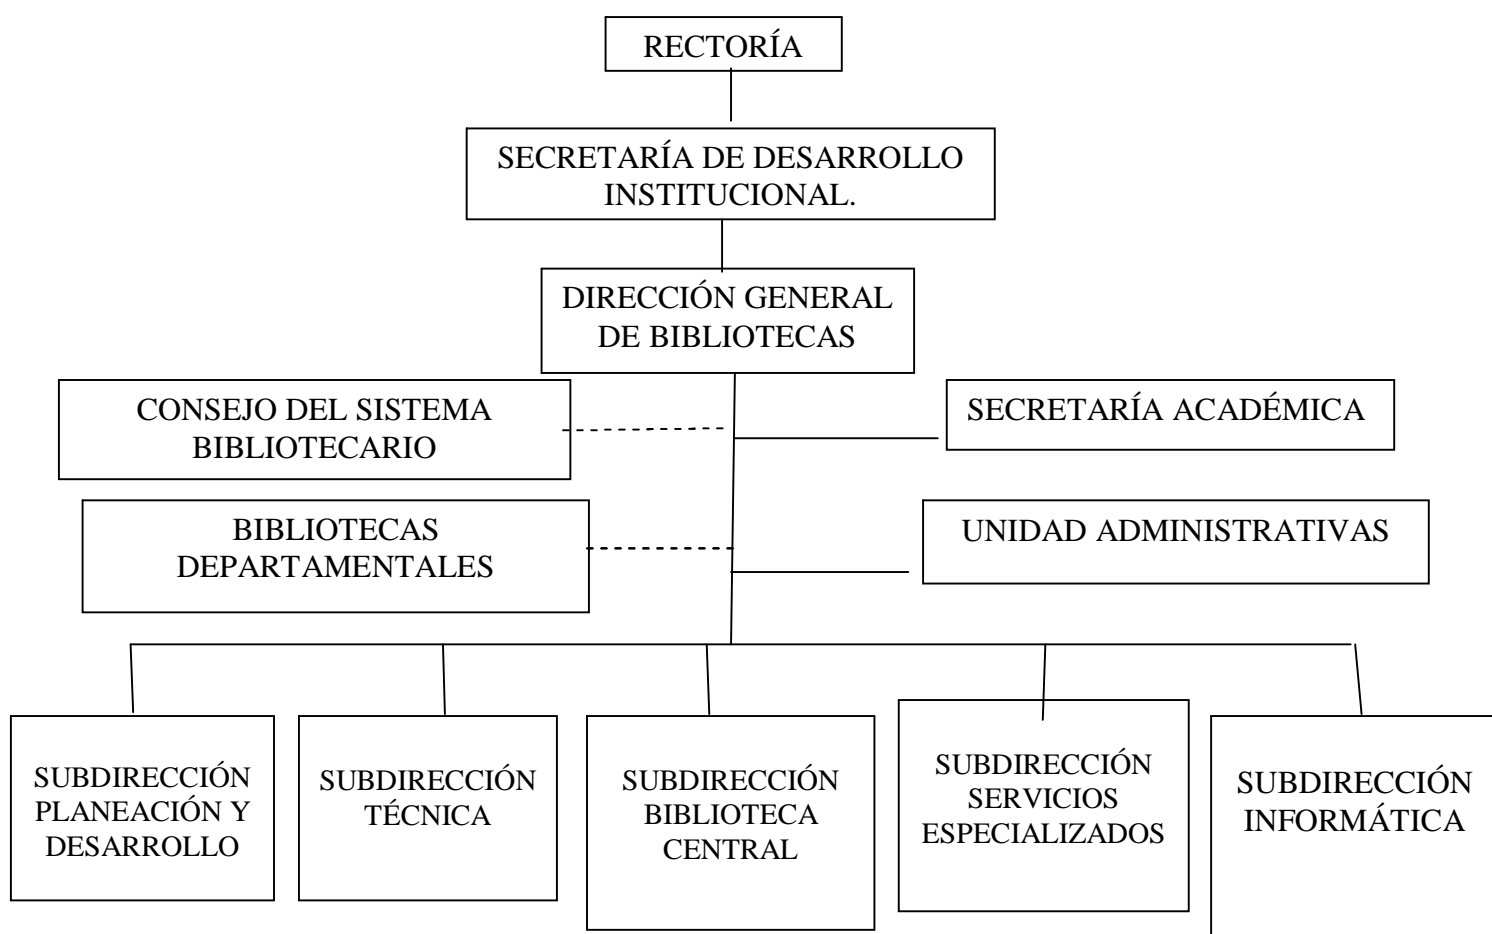 RECTORÍA
SECRETARÍA DE DESARROLLO
INSTITUCIONAL.
DIRECCIÓN GENERAL
DE BIBLIOTECAS
CONSEJO DEL SISTEMA
BIBLIOTECARIO
SECRETARÍA ACADÉMICA
BIBLIOTECAS
DEPARTAMENTALES
UNIDAD ADMINISTRATIVAS
SUBDIRECCIÓN
PLANEACIÓN Y
DESARROLLO
SUBDIRECCIÓN
TÉCNICA
SUBDIRECCIÓN
BIBLIOTECA
CENTRAL
SUBDIRECCIÓN
SERVICIOS
ESPECIALIZADOS
SUBDIRECCIÓN
INFORMÁTICA